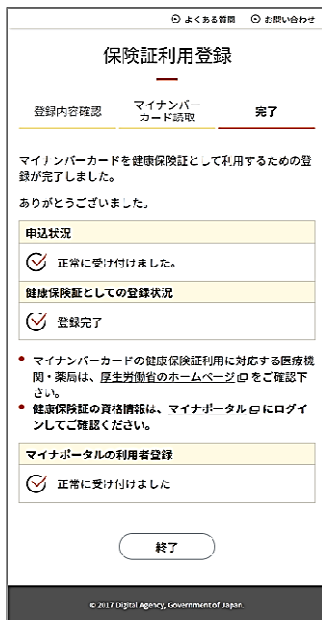 よくある質問 お問い合わせ
保険証利用登録
登録内容確認
マイナンバー
カード読取
完了
マイナンバーカードを健康保険証として利用するための登
録が完了しました。
ありがとうございました。
申込状況
正常に受け付けました。
健康保険証としての登録状況
登録完了
マイナンバーカードの健康保険証利用に対応する医療機
関・薬局は、厚生労働省のホームページをご確認下
さい。
健康保険証の資格情報は、マイナポータルにログイ
ンしてご確認ください。
マイナポータルの利用者登録
正常に受け付けました
終了
© 2017 Digital Agency, Government of Japan.